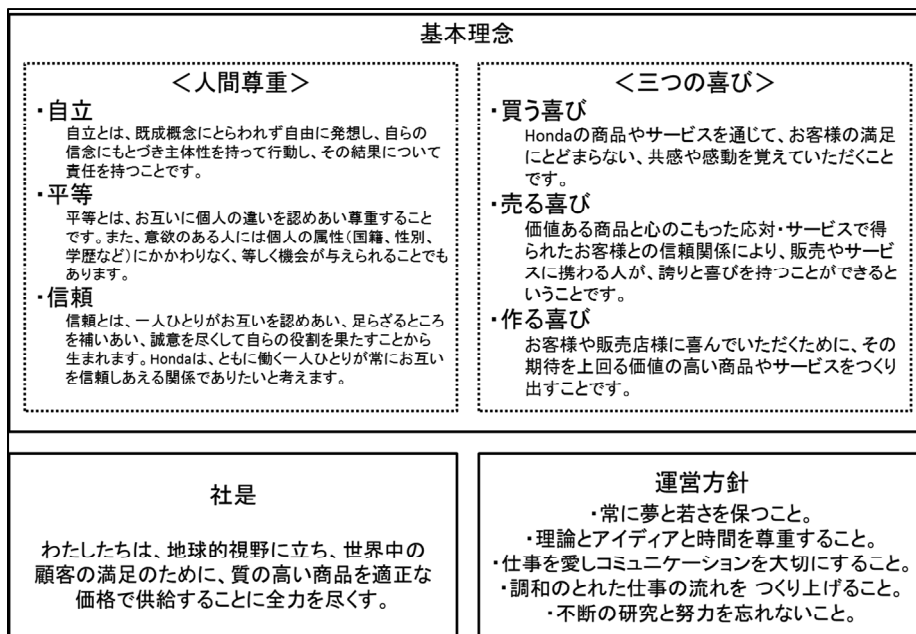 基本理念
＜人間尊重＞
・自立
自立とは、既成概念にとらわれず自由に発想し、自らの
信念にもとづき主体性を持って行動し、その結果について
責任を持つことです。
・平等
平等とは、お互いに個人の違いを認めあい尊重すること
です。また、意欲のある人には個人の属性(国籍、性別、
学歴など)にかかわりなく、等しく機会が与えられることでも
あります。
・信頼
信頼とは、一人ひとりがお互いを認めあい、足らざるところ
を補いあい、誠意を尽くして自らの役割を果たすことから
生まれます。Hondaは、ともに働く一人ひとりが常にお互い
を信頼しあえる関係でありたいと考えます。
＜三つの喜び＞
・買う喜び
Hondaの商品やサービスを通じて、お客様の満足
にとどまらない、共感や感動を覚えていただくこと
です。
・売る喜び
価値ある商品と心のこもった応対・サービスで得
られたお客様との信頼関係により、販売やサービ
スに携わる人が、誇りと喜びを持つことができると
いうことです。
・作る喜び
お客様や販売店様に喜んでいただくために、その
期待を上回る価値の高い商品やサービスをつくり
出すことです。
社是
わたしたちは、地球的視野に立ち、世界中の
顧客の満足のために、質の高い商品を適正な
価格で供給することに全力を尽くす。
運営方針
・常に夢と若さを保つこと。
・理論とアイディアと時間を尊重すること。
・仕事を愛しコミュニケーションを大切にすること。
・調和のとれた仕事の流れを つくり上げること。
・不断の研究と努力を忘れないこと。